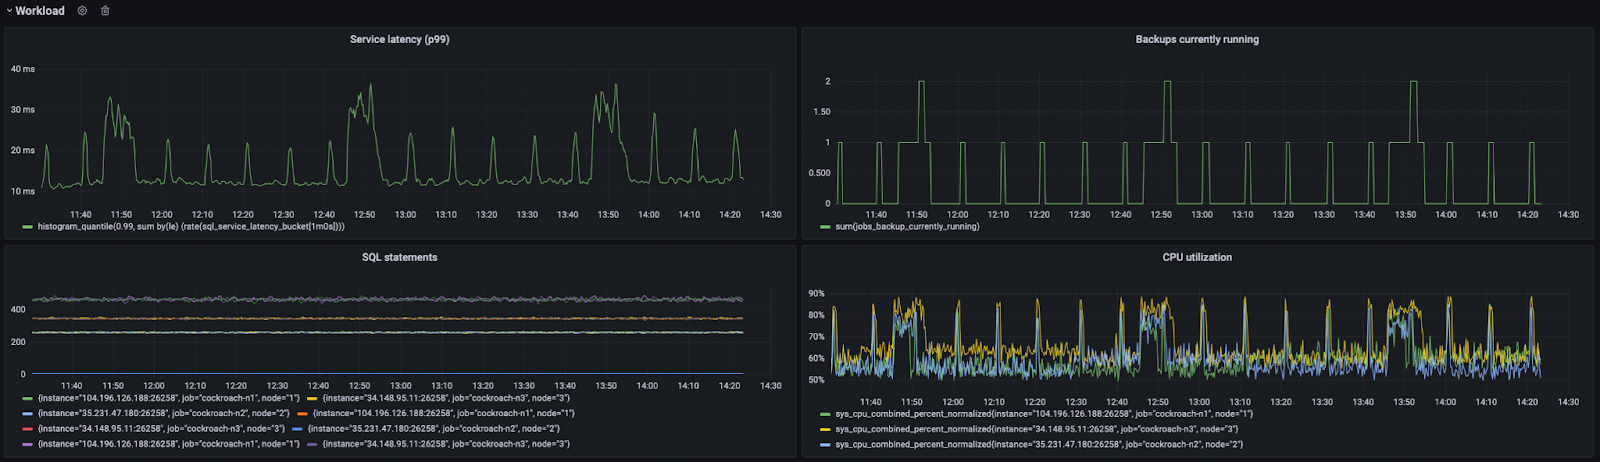 Workload
Service latency (p99)
40 ms
30 ms
20 ms
10 ms
11:40 11:50 12:00 12:10 12:20 12:30 12:40 12:50 13:00 13:10 13:20 13:30 13:40 13:50 14:00 14:10 14:20 14:30
histogram_quantile(0.99, sum by(le) (rate(sql_service_latency_bucket[1m0s])))
Backups currently running
2
1.50
1
0.500
0
11:40 11:50 12:00 12:10 12:20 12:30 12:40 12:50 13:00 13:10 13:20 13:30 13:40 13:50 14:00 14:10 14:20 14:30
sum(jobs_backup_currently_running)
SQL statements
400
200
0
11:40 11:50 12:00 12:10 12:20 12:30 12:40 12:50 13:00 13:10 13:20 13:30 13:40 13:50 14:00 14:10 14:20 14:30
{instance="104.196.126.188:26258", job="cockroach-n1", node="1"} {instance="34.148.95.11:26258", job="cockroach-n3", node="3"}
{instance="35.231.47.180:26258", job="cockroach-n2", node="2"} {instance="104.196.126.188:26258", job="cockroach-n1", node="1"}
{instance="34.148.95.11:26258", job="cockroach-n3", node="3"} {instance="35.231.47.180:26258", job="cockroach-n2", node="2"}
{instance="104.196.126.188:26258", job="cockroach-n1", node="1"} {instance="34.148.95.11:26258", job="cockroach-n3", node="3"}
CPU utilization
90%
80%
70%
60%
50%
11:40 11:50 12:00 12:10 12:20 12:30 12:40 12:50 13:00 13:10 13:20 13:30 13:40 13:50 14:00 14:10 14:20 14:30
sys_cpu_combined_percent_normalized{instance="104.196.126.188:26258", job="cockroach-n1", node="1"}
sys_cpu_combined_percent_normalized{instance="34.148.95.11:26258", job="cockroach-n3", node="3"}
sys_cpu_combined_percent_normalized{instance="35.231.47.180:26258", job="cockroach-n2", node="2"}